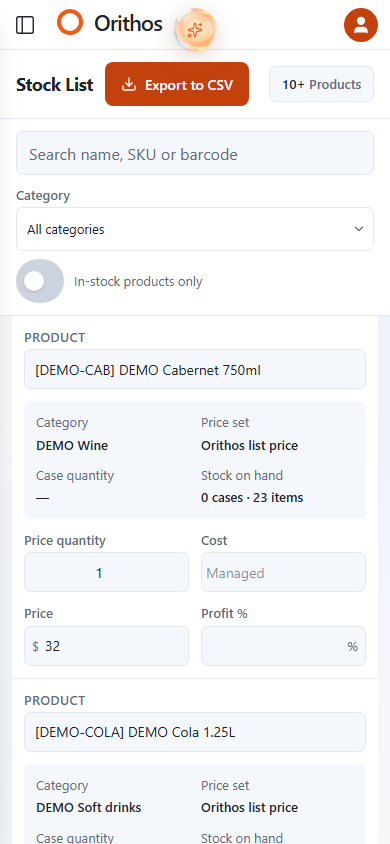 Orithos
Stock List
Export to CSV
10+ Products
Search name, SKU or barcode
Category
All categories
In-stock products only
PRODUCT
[DEMO-CAB] DEMO Cabernet 750ml
Category
Price set
DEMO Wine
Orithos list price
Case quantity
Stock on hand
—
0 cases · 23 items
Price quantity
Cost
1
Managed
Price
Profit %
$ 32
%
PRODUCT
[DEMO-COLA] DEMO Cola 1.25L
Category
Price set
DEMO Soft drinks
Orithos list price
Case quantity
Stock on hand